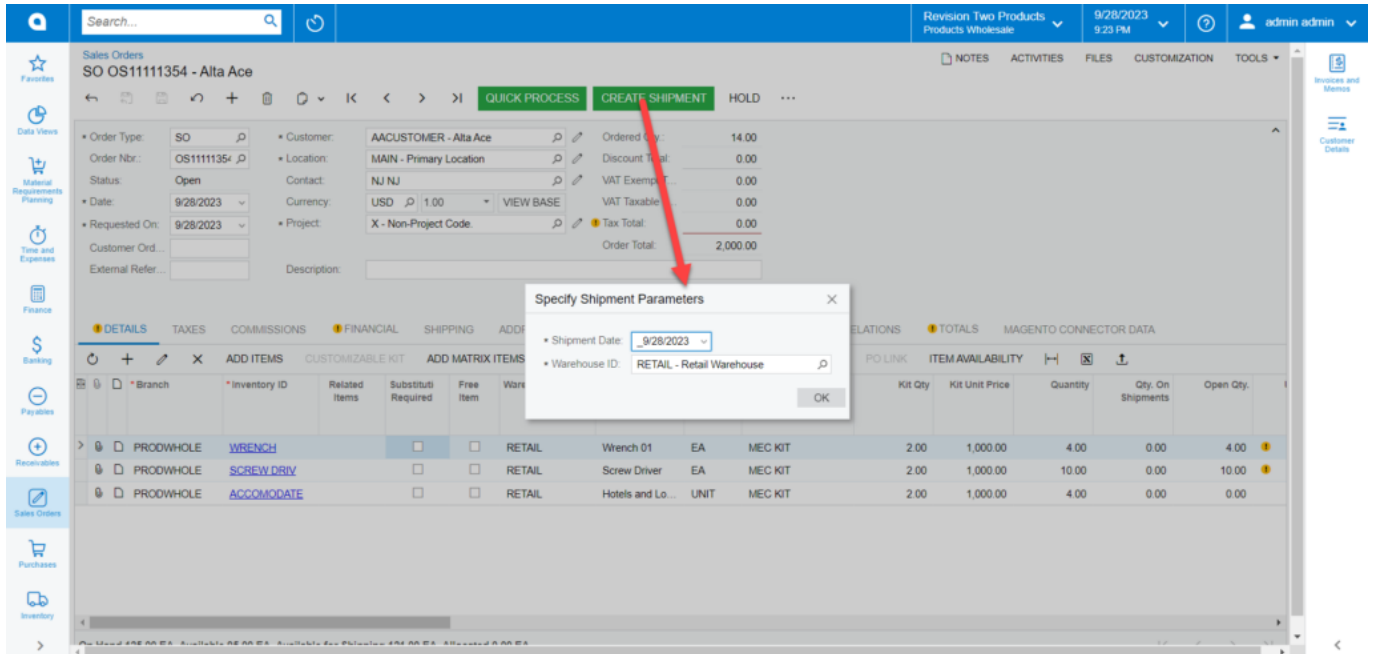 Search...
Revision Two Products
Products Wholesale
9/28/2023
9:23 PM
admin admin
Favorites
Data Views
Material
Requirements
Planning
Time and
Expenses
Finance
Banking
Payables
Receivables
Sales Orders
Purchases
Inventory
Sales Orders
SO OS11111354 - Alta Ace
NOTES ACTIVITIES FILES CUSTOMIZATION TOOLS
QUICK PROCESS CREATE SHIPMENT HOLD ...
* Order Type: SO * Customer: AACUSTOMER - Alta Ace Ordered Qty.: 14.00
Order Nbr.: OS11111354 * Location: MAIN - Primary Location Discount Total: 0.00
Status: Open Contact: NJ NJ VAT Exempt T... 0.00
* Date: 9/28/2023 Currency: USD 1.00 VIEW BASE VAT Taxable 0.00
* Requested On: 9/28/2023 * Project: X - Non-Project Code. Tax Total: 0.00
Customer Ord... Order Total: 2,000.00
External Refer... Description:
Specify Shipment Parameters
* Shipment Date: _9/28/2023
* Warehouse ID: RETAIL - Retail Warehouse
OK
DETAILS TAXES COMMISSIONS FINANCIAL SHIPPING ADDR ELATIONS TOTALS MAGENTO CONNECTOR DATA
ADD ITEMS CUSTOMIZABLE KIT ADD MATRIX ITEMS PO LINK ITEM AVAILABILITY
* Branch * Inventory ID Related Items Substituti Required Free Item Ware Kit Qty Kit Unit Price Quantity Qty. On Shipments Open Qty.
PRODWHOLE WRENCH RETAIL Wrench 01 EA MEC KIT 2.00 1,000.00 4.00 0.00 4.00
PRODWHOLE SCREW DRIV RETAIL Screw Driver EA MEC KIT 2.00 1,000.00 10.00 0.00 10.00
PRODWHOLE ACCOMODATE RETAIL Hotels and Lo... UNIT MEC KIT 2.00 1,000.00 4.00 0.00 0.00
Invoices and
Memos
Customer
Details